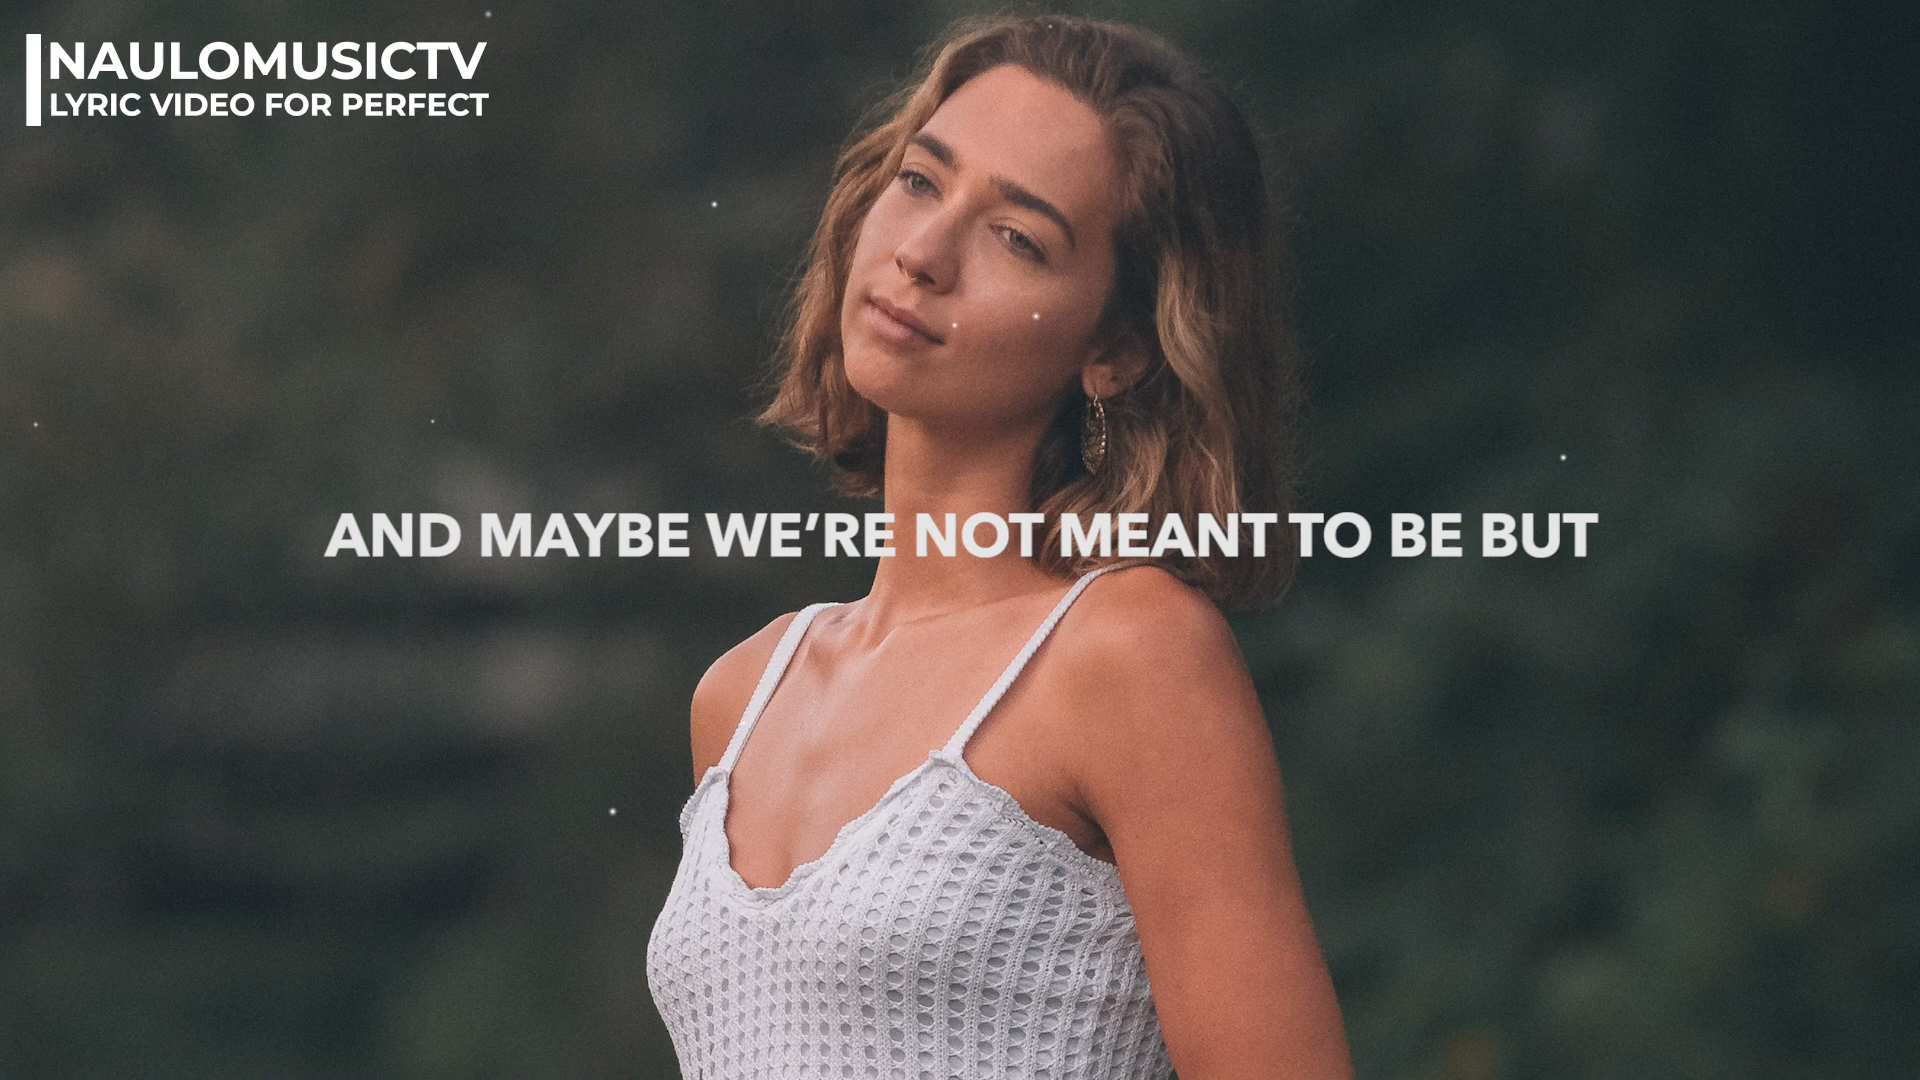 NAULOMUSICTV
LYRIC VIDEO FOR PERFECT
AND MAYBE WE’RE NOT MEANT TO BE BUT